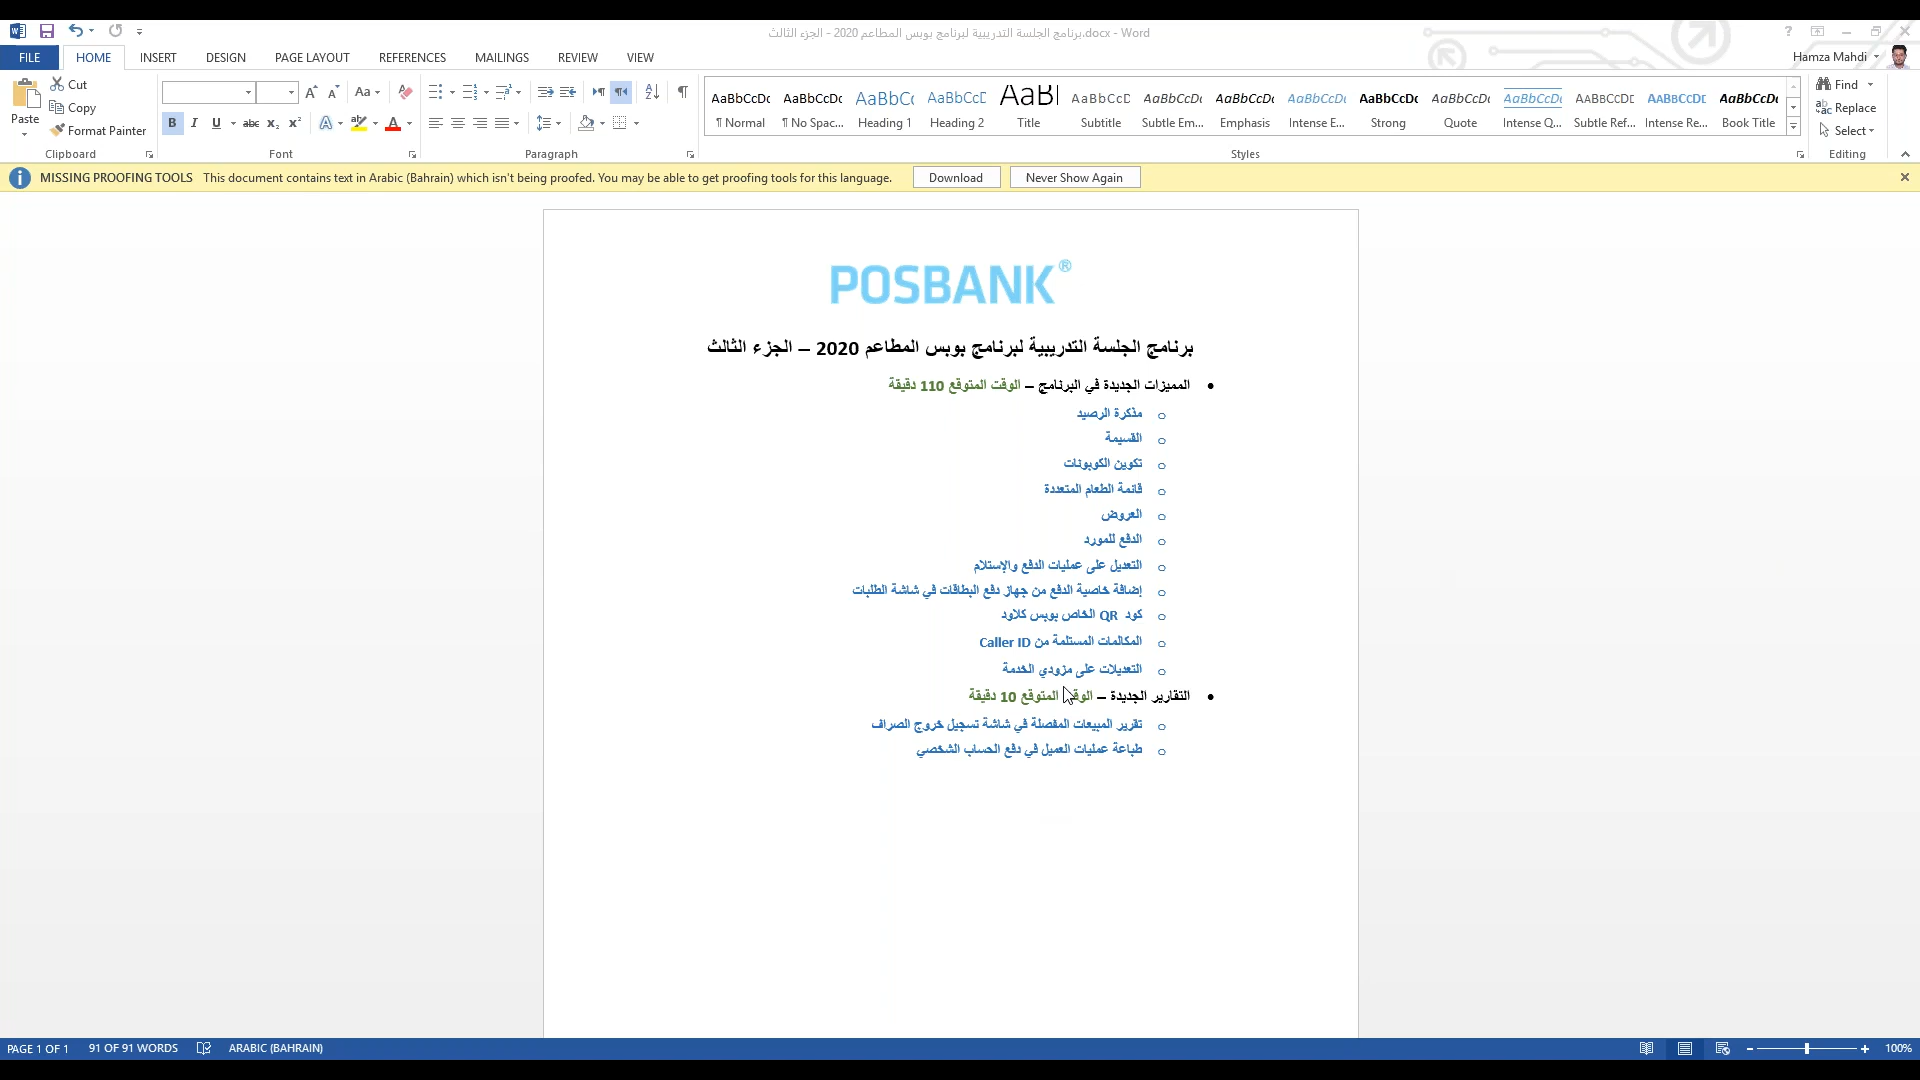 برنامج الجلسة التدريبية لبرنامج بوبس المطاعم 2020 - الجزء الثالث.docx - Word
FILE HOME INSERT DESIGN PAGE LAYOUT REFERENCES MAILINGS REVIEW VIEW
Hamza Mahdi
Paste
Cut
Copy
Format Painter
Clipboard
Font
Paragraph
AaBbCcDc AaBbCcDc AaBbCc AaBbCcD AaBl AaBbCcD AaBbCcDc AaBbCcDc AaBbCcDc AaBbCcDc AaBbCcDc AaBbCcDc AABBCCDD AABBCCDD AaBbCcDc
¶ Normal ¶ No Spac... Heading 1 Heading 2 Title Subtitle Subtle Em... Emphasis Intense E... Strong Quote Intense Q... Subtle Ref... Intense Re... Book Title
Styles
Find
Replace
Select
Editing
MISSING PROOFING TOOLS This document contains text in Arabic (Bahrain) which isn't being proofed. You may be able to get proofing tools for this language. Download Never Show Again
POSBANK®
برنامج الجلسة التدريبية لبرنامج بوبس المطاعم 2020 – الجزء الثالث
• المميزات الجديدة في البرنامج – الوقت المتوقع 110 دقيقة
o مذكرة الرصيد
o القسيمة
o تكوين الكوبونات
o قائمة الطعام المتعددة
o العروض
o الدفع للمورد
o التعديل على عمليات الدفع والإستلام
o إضافة خاصية الدفع من جهاز دفع البطاقات في شاشة الطلبات
o كود QR الخاص بوبس كلاود
o المكالمات المستلمة من Caller ID
o التعديلات على مزودي الخدمة
• التقارير الجديدة – الوقت المتوقع 10 دقيقة
o تقرير المبيعات المفصلة في شاشة تسجيل خروج الصراف
o طباعة عمليات العميل في دفع الحساب الشخصي
PAGE 1 OF 1 91 OF 91 WORDS ARABIC (BAHRAIN) 100%